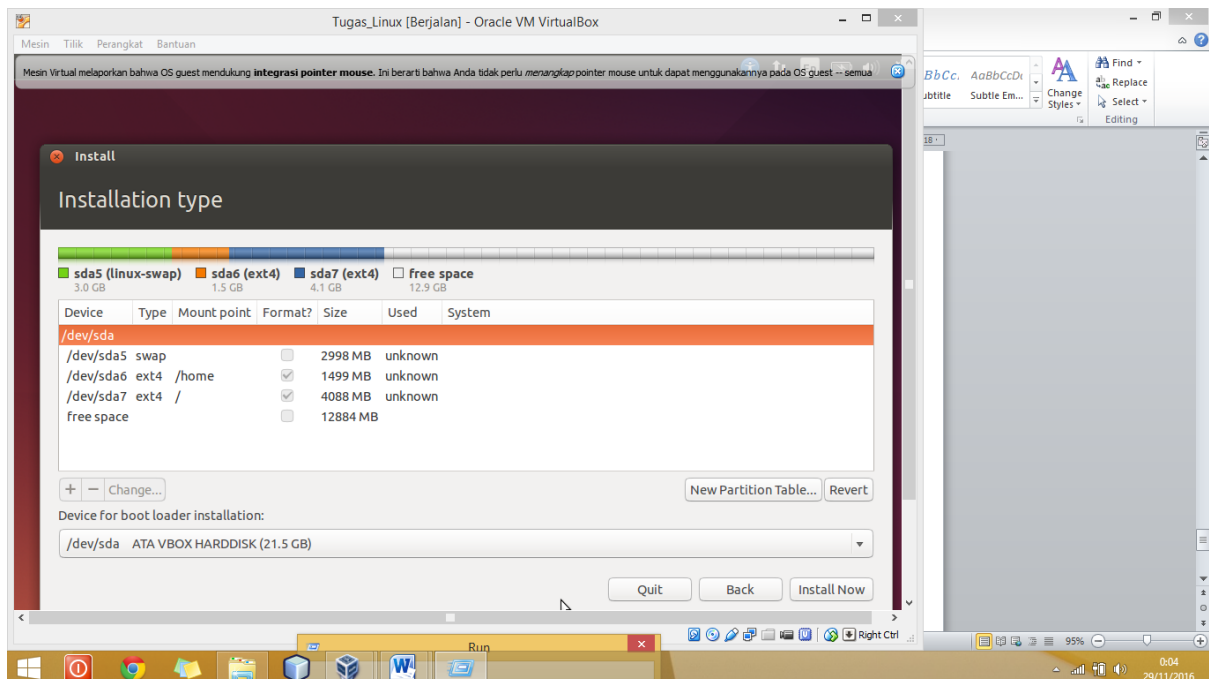 Tugas_Linux [Berjalan] - Oracle VM VirtualBox
Mesin Tilik Perangkat Bantuan
Mesin Virtual melaporkan bahwa OS guest mendukung integrasi pointer mouse. Ini berarti bahwa Anda tidak perlu menangkap pointer mouse untuk dapat menggunakannya pada OS guest -- semua
Install
Installation type
sda5 (linux-swap) sda6 (ext4) sda7 (ext4) free space
3.0 GB 1.5 GB 4.1 GB 12.9 GB
Device Type Mount point Format? Size Used System
/dev/sda
/dev/sda5 swap 2998 MB unknown
/dev/sda6 ext4 /home 1499 MB unknown
/dev/sda7 ext4 / 4088 MB unknown
free space 12884 MB
+ - Change... New Partition Table... Revert
Device for boot loader installation:
/dev/sda ATA VBOX HARDDISK (21.5 GB)
Quit Back Install Now
Right Ctrl
Run
BbCc. AaBbCcDt
ubtitle Subtle Em...
Change Styles
Find
Replace
Select
Editing
18
95%
0:04
29/11/2016